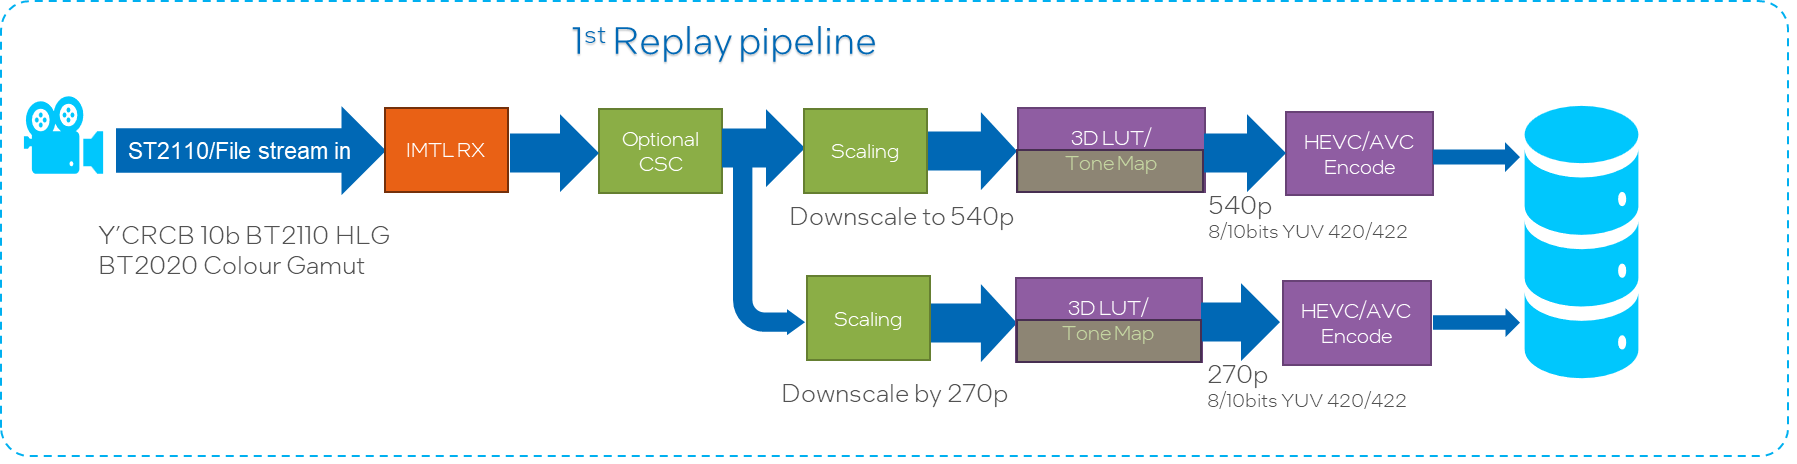 1st Replay pipeline
ST2110/File stream in
IMTL RX
Optional
CSC
Scaling
3D LUT/
Tone Map
HEVC/AVC
Encode
Downscale to 540p
540p
8/10bits YUV 420/422
Y'CRCB 10b BT2110 HLG
BT2020 Colour Gamut
Scaling
3D LUT/
Tone Map
HEVC/AVC
Encode
Downscale by 270p
270p
8/10bits YUV 420/422